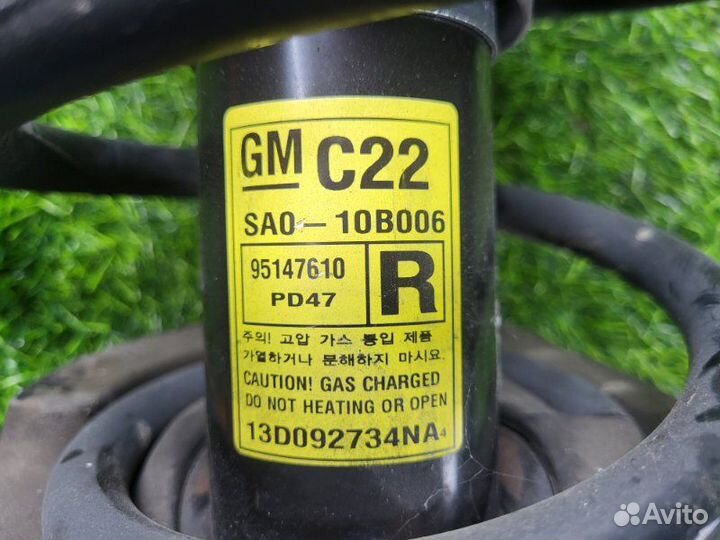 GM C22
SA0-10B006
95147610
PD47
R
주의! 고압 가스 봉입 제품
가열하거나 분해하지 마시요.
CAUTION! GAS CHARGED
DO NOT HEATING OR OPEN
13D092734NA4
Avito